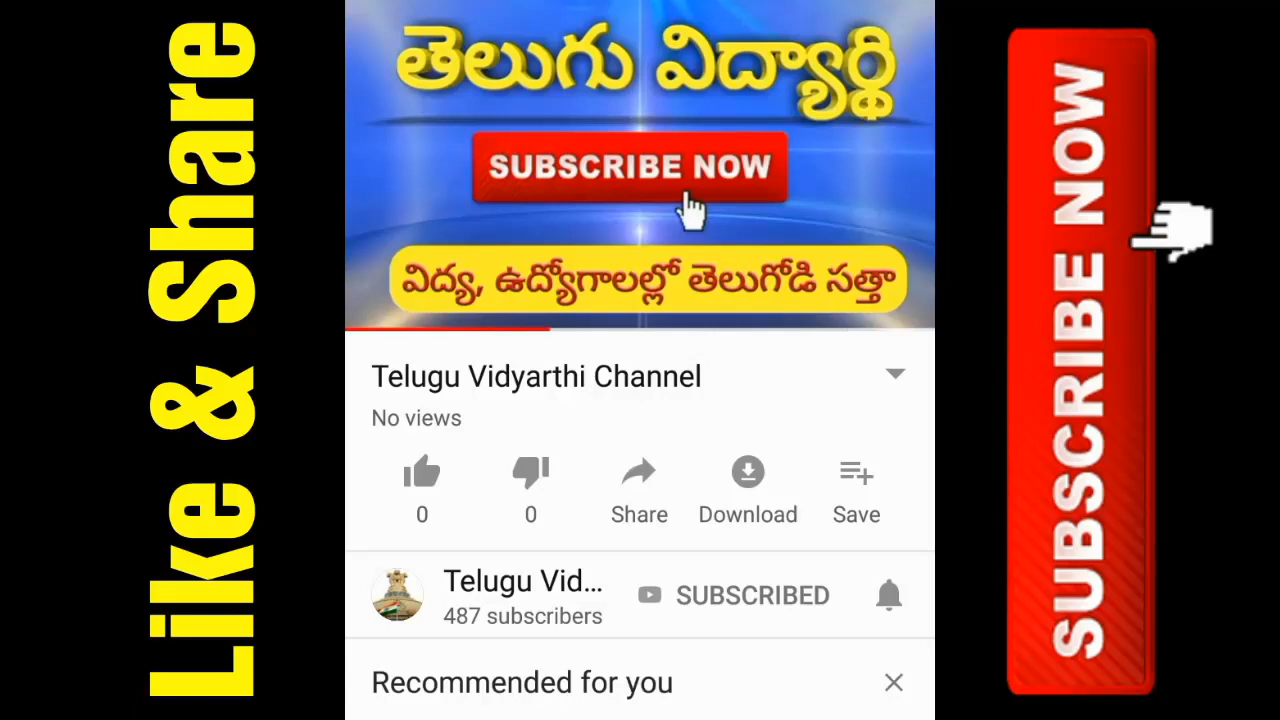 Like & Share
తెలుగు విద్యార్థి
SUBSCRIBE NOW
విద్య, ఉద్యోగాలల్లో తెలుగోడి సత్తా
Telugu Vidyarthi Channel
No views
0
0
Share
Download
Save
Telugu Vid...
487 subscribers
SUBSCRIBED
Recommended for you
SUBSCRIBE NOW